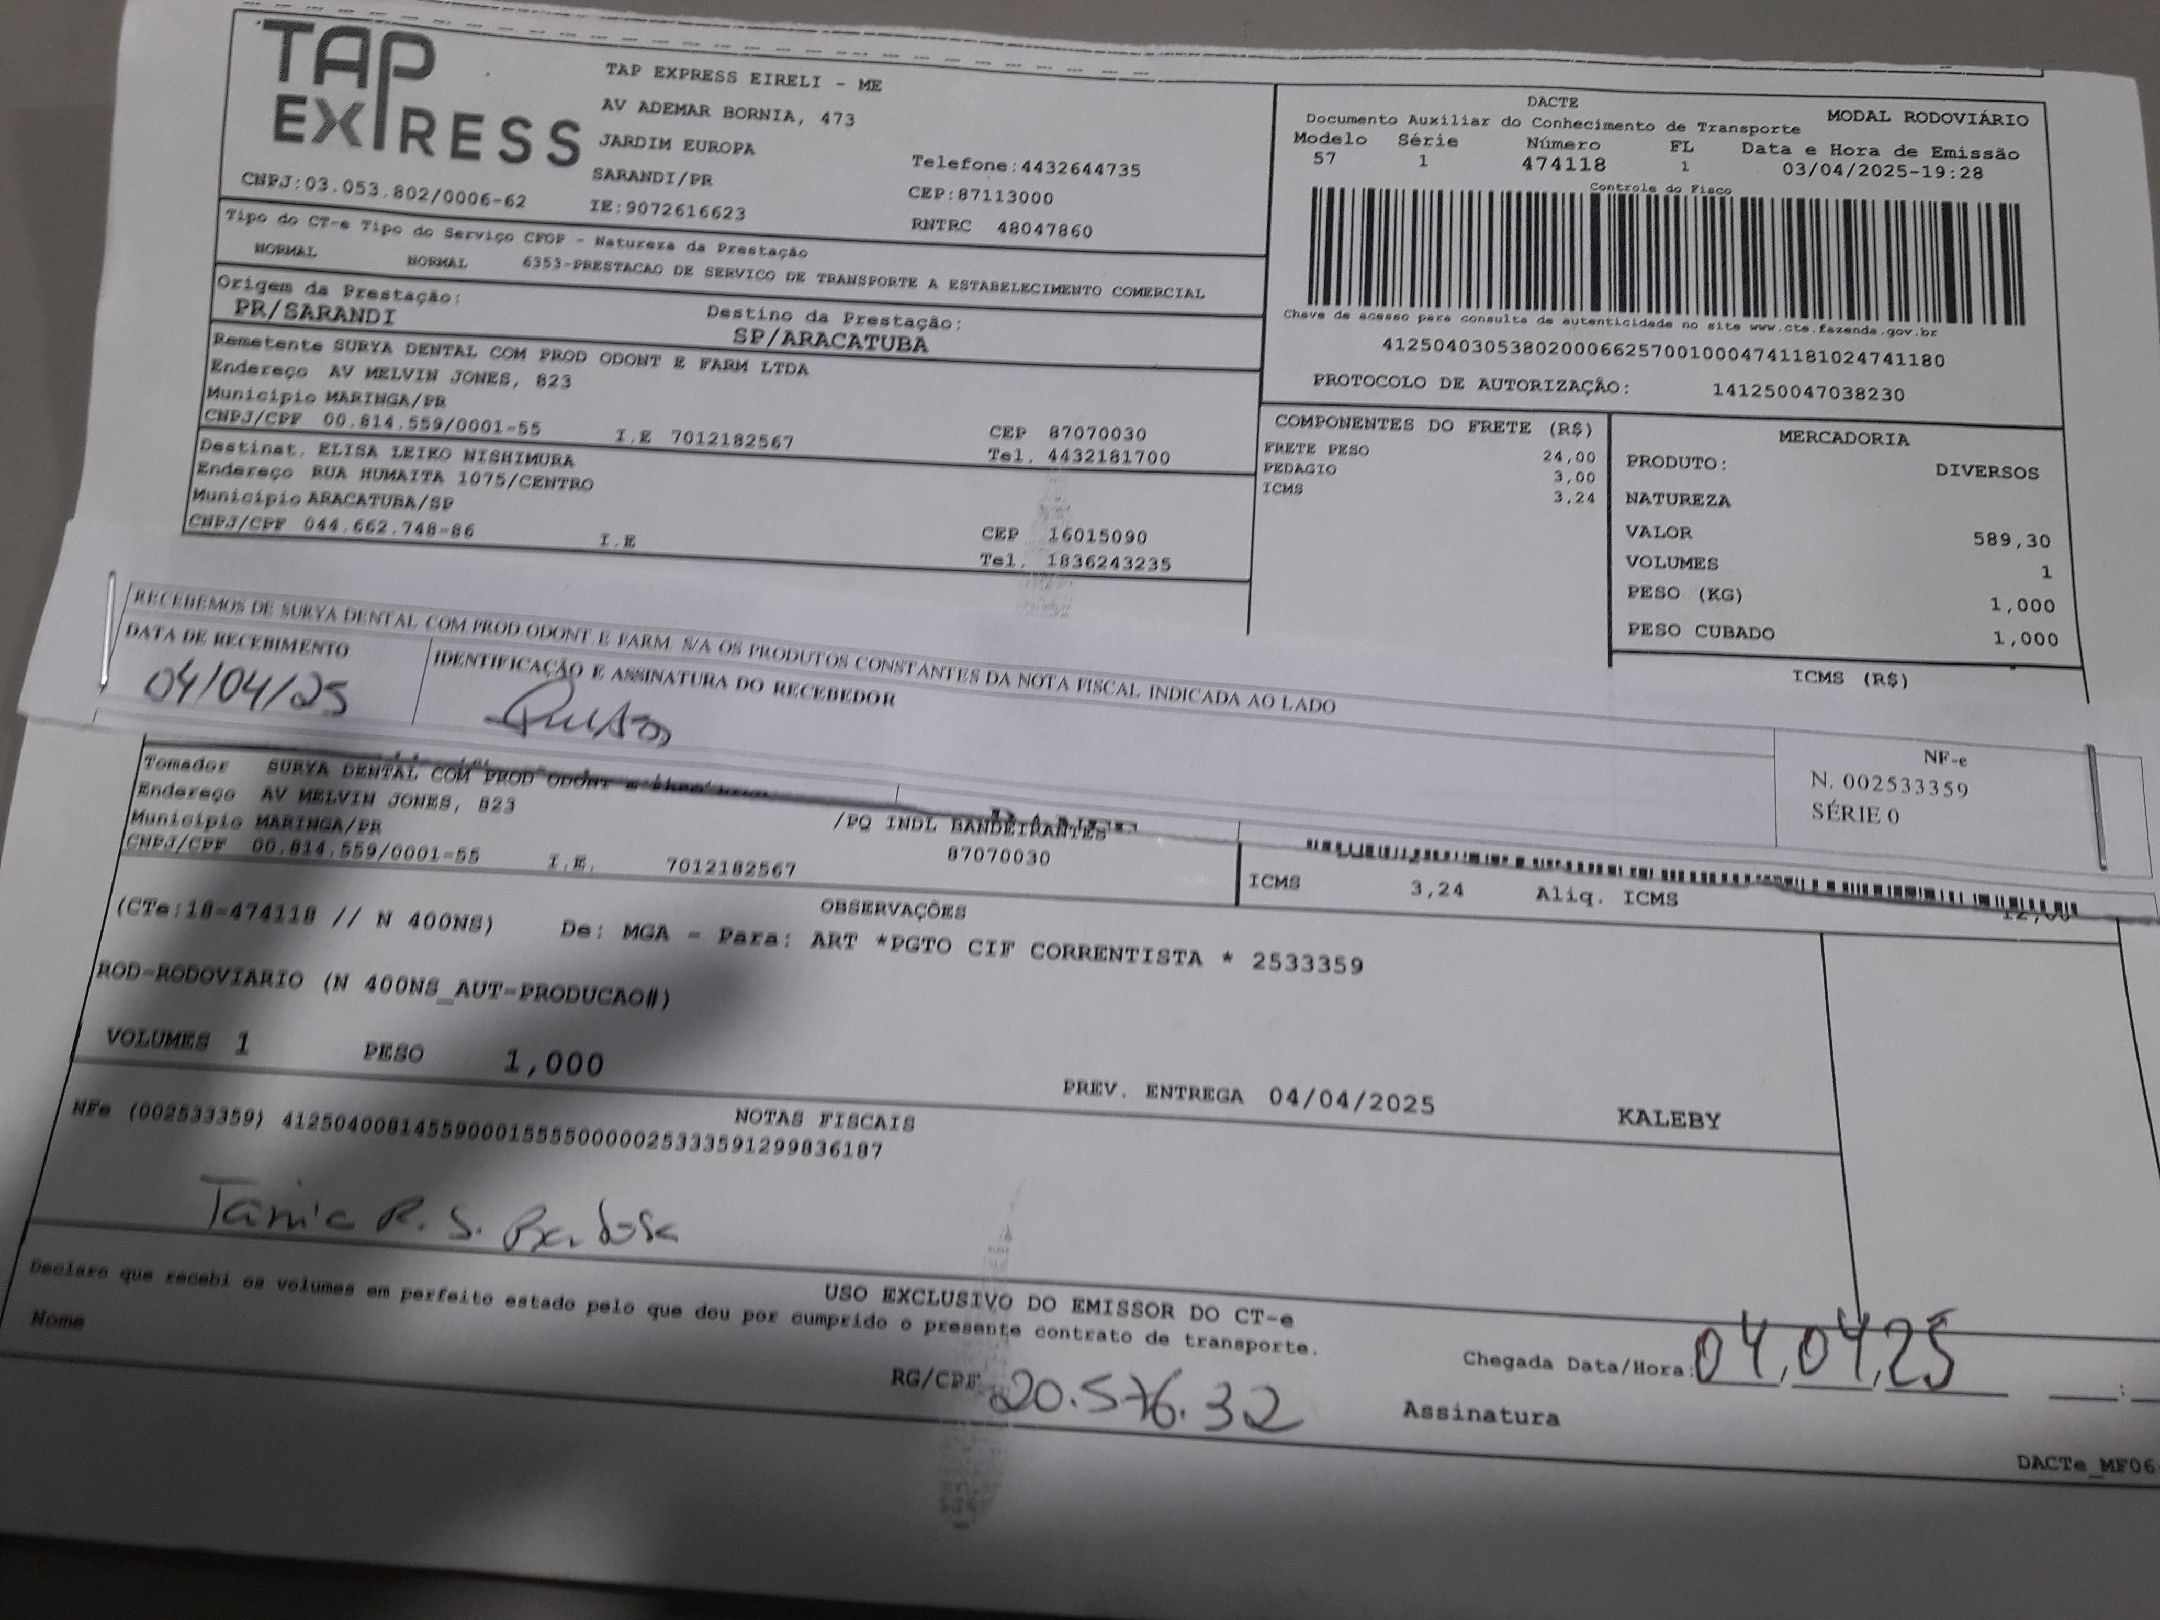 TAP
EXPRESS
TAP EXPRESS EIRELI - ME
AV ADEMAR BORNIA, 473
JARDIM EUROPA
Telefone:4432644735
SARANDI/PR
CEP:87113000
CNPJ:03.053.802/0006-62
IE:9072616623
RNTRC 48047860
DACTE
MODAL RODOVIÁRIO
Documento Auxiliar do Conhecimento de Transporte
Modelo Série Número FL Data e Hora de Emissão
57 1 474118 1 03/04/2025-19:28
Controle do Fisco
Chave de acesso para consulta de autenticidade no site www.cte.fazenda.gov.br
41250403053802000662570010004741181024741180
PROTOCOLO DE AUTORIZAÇÃO: 141250047038230
Tipo do CT-e Tipo do Serviço CFOP - Natureza da Prestação
NORMAL NORMAL 6353-PRESTACAO DE SERVICO DE TRANSPORTE A ESTABELECIMENTO COMERCIAL
Origem da Prestação: Destino da Prestação:
PR/SARANDI SP/ARACATUBA
Remetente SURYA DENTAL COM PROD ODONT E FARM LTDA
Endereço AV MELVIN JONES, 823
Município MARINGA/PR CEP 87070030
CNPJ/CPF 00.814.559/0001-55 I.E 7012182567 Tel. 4432181700
Destinat. ELISA LEIKO NISHIMURA
Endereço RUA HUMAITA 1075/CENTRO
Município ARACATUBA/SP CEP 16015090
CNPJ/CPF 044.662.748-86 I.E Tel. 1836243235
COMPONENTES DO FRETE (R$)
FRETE PESO 24,00
PEDAGIO 3,00
ICMS 3,24
MERCADORIA
PRODUTO: DIVERSOS
NATUREZA
VALOR 589,30
VOLUMES 1
PESO (KG) 1,000
PESO CUBADO 1,000
ICMS (R$)
RECEBEMOS DE SURYA DENTAL COM PROD ODONT E FARM. S/A OS PRODUTOS CONSTANTES DA NOTA FISCAL INDICADA AO LADO
DATA DE RECEBIMENTO
IDENTIFICAÇÃO E ASSINATURA DO RECEBEDOR
04/04/25
NF-e
N. 002533359
SÉRIE 0
Tomador SURYA DENTAL COM PROD ODONT
Endereço AV MELVIN JONES, 823
/PQ INDL BANDEIRANTES
Município MARINGA/PR 87070030
CNPJ/CPF 00.814.559/0001-55 I.E. 7012182567
ICMS 3,24 Aliq. ICMS 12,00
OBSERVAÇÕES
(CTe:18-474118 // N 400NS) De: MGA - Para: ART *PGTO CIF CORRENTISTA * 2533359
ROD-RODOVIARIO (N 400NS_AUT-PRODUCAO#)
VOLUMES 1 PESO 1,000
PREV. ENTREGA 04/04/2025 KALEBY
NOTAS FISCAIS
NFe (002533359) 41250400814559000155550000025333591299836187
Tania R. S. Barbosa
USO EXCLUSIVO DO EMISSOR DO CT-e
Declaro que recebi os volumes em perfeito estado pelo que dou por cumprido o presente contrato de transporte.
Nome
RG/CPF 20.576.32
Chegada Data/Hora: 04,04,25 :
Assinatura
DACTe_MF06